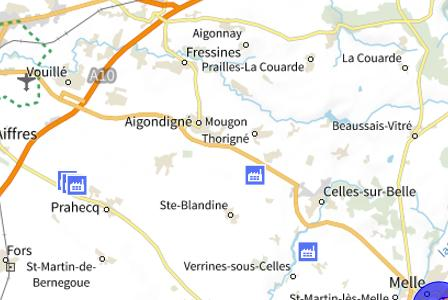 Aigonnay
Fressines
Prailles-La Couarde
La Couarde
Vouillé
A10
Aigondigné
Mougon
Thorigné
Beaussais-Vitré
Aiffres
Celles-sur-Belle
Prahecq
Ste-Blandine
Fors
St-Martin-de-
Bernegoue
Verrines-sous-Celles
Melle
St-Martin-lès-Melle